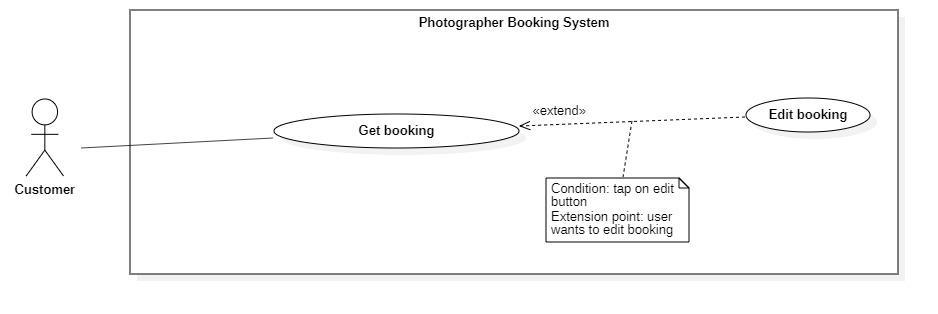 Photographer Booking System
«extend»
Edit booking
Get booking
Customer
Condition: tap on edit
button
Extension point: user
wants to edit booking